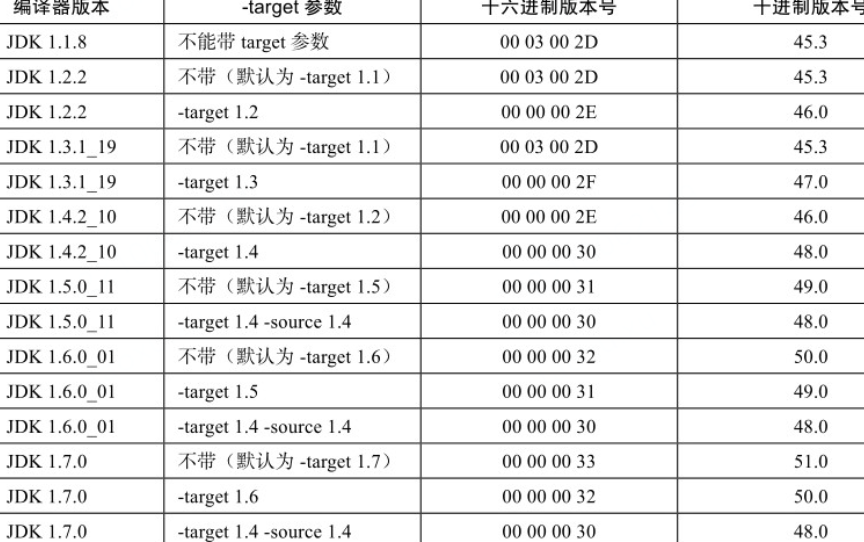 编译器版本 -target 参数 十六进制版本号 十进制版本号
JDK 1.1.8 不能带 target 参数 00 03 00 2D 45.3
JDK 1.2.2 不带（默认为 -target 1.1） 00 03 00 2D 45.3
JDK 1.2.2 -target 1.2 00 00 00 2E 46.0
JDK 1.3.1_19 不带（默认为 -target 1.1） 00 03 00 2D 45.3
JDK 1.3.1_19 -target 1.3 00 00 00 2F 47.0
JDK 1.4.2_10 不带（默认为 -target 1.2） 00 00 00 2E 46.0
JDK 1.4.2_10 -target 1.4 00 00 00 30 48.0
JDK 1.5.0_11 不带（默认为 -target 1.5） 00 00 00 31 49.0
JDK 1.5.0_11 -target 1.4 -source 1.4 00 00 00 30 48.0
JDK 1.6.0_01 不带（默认为 -target 1.6） 00 00 00 32 50.0
JDK 1.6.0_01 -target 1.5 00 00 00 31 49.0
JDK 1.6.0_01 -target 1.4 -source 1.4 00 00 00 30 48.0
JDK 1.7.0 不带（默认为 -target 1.7） 00 00 00 33 51.0
JDK 1.7.0 -target 1.6 00 00 00 32 50.0
JDK 1.7.0 -target 1.4 -source 1.4 00 00 00 30 48.0